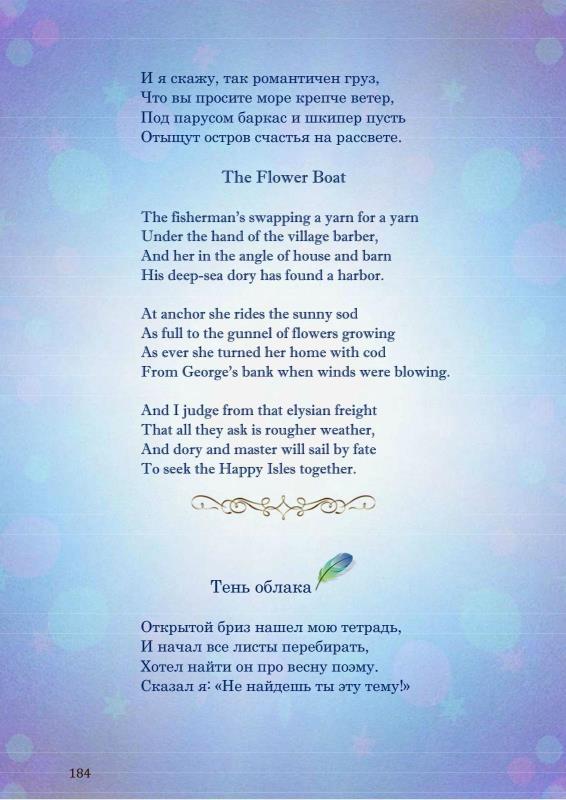 И я скажу, так романтичен груз,
Что вы просите море крепче ветер,
Под парусом баркас и шкипер пусть
Отыщут остров счастья на рассвете.
The Flower Boat
The fisherman’s swapping a yarn for a yarn
Under the hand of the village barber,
And her in the angle of house and barn
His deep-sea dory has found a harbor.
At anchor she rides the sunny sod
As full to the gunnel of flowers growing
As ever she turned her home with cod
From George’s bank when winds were blowing.
And I judge from that elysian freight
That all they ask is rougher weather,
And dory and master will sail by fate
To seek the Happy Isles together.
Тень облака
Открытой бриз нашел мою тетрадь,
И начал все листы перебирать,
Хотел найти он про весну поэму.
Сказал я: «Не найдешь ты эту тему!»
184